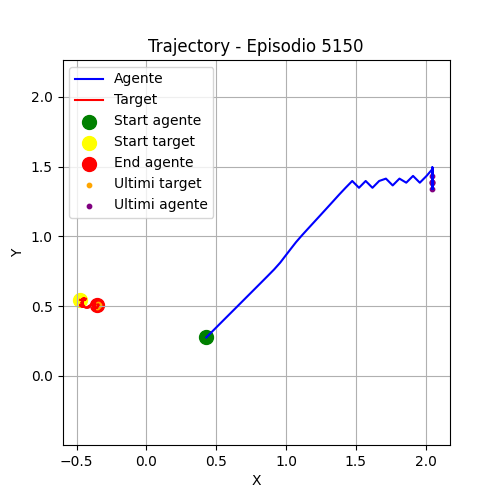 Trajectory - Episodio 5150
Agente
Target
Start agente
Start target
End agente
Ultimi target
Ultimi agente
Y
2.0
1.5
1.0
0.5
0.0
−0.5
0.0
0.5
1.0
1.5
2.0
X